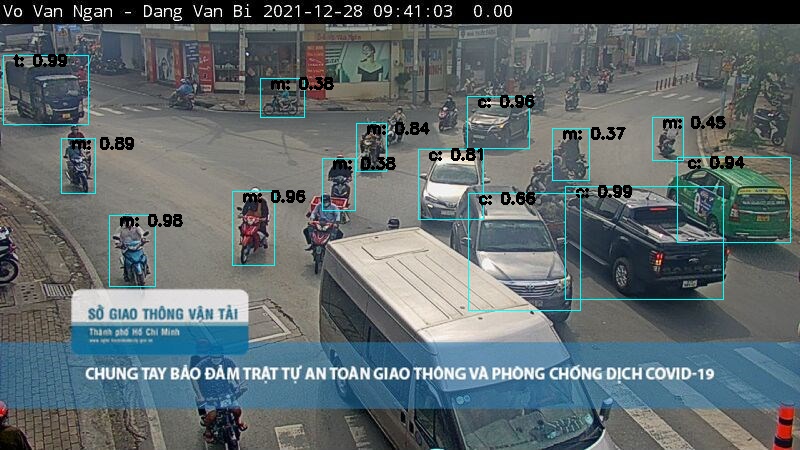 Vo Van Ngan - Dang Van Bi 2021-12-28 09:41:03 0.00
t: 0.99
m: 0.38
c: 0.96
m: 0.89
m: 0.84
m: 0.37
m: 0.45
m: 0.38
c: 0.81
c: 0.94
m: 0.96
c: 0.66
c: 0.99
m: 0.98
SỞ GIAO THÔNG VẬN TẢI
Thành phố Hồ Chí Minh
CHUNG TAY BẢO ĐẢM TRẬT TỰ AN TOÀN GIAO THÔNG VÀ PHÒNG CHỐNG DỊCH COVID-19